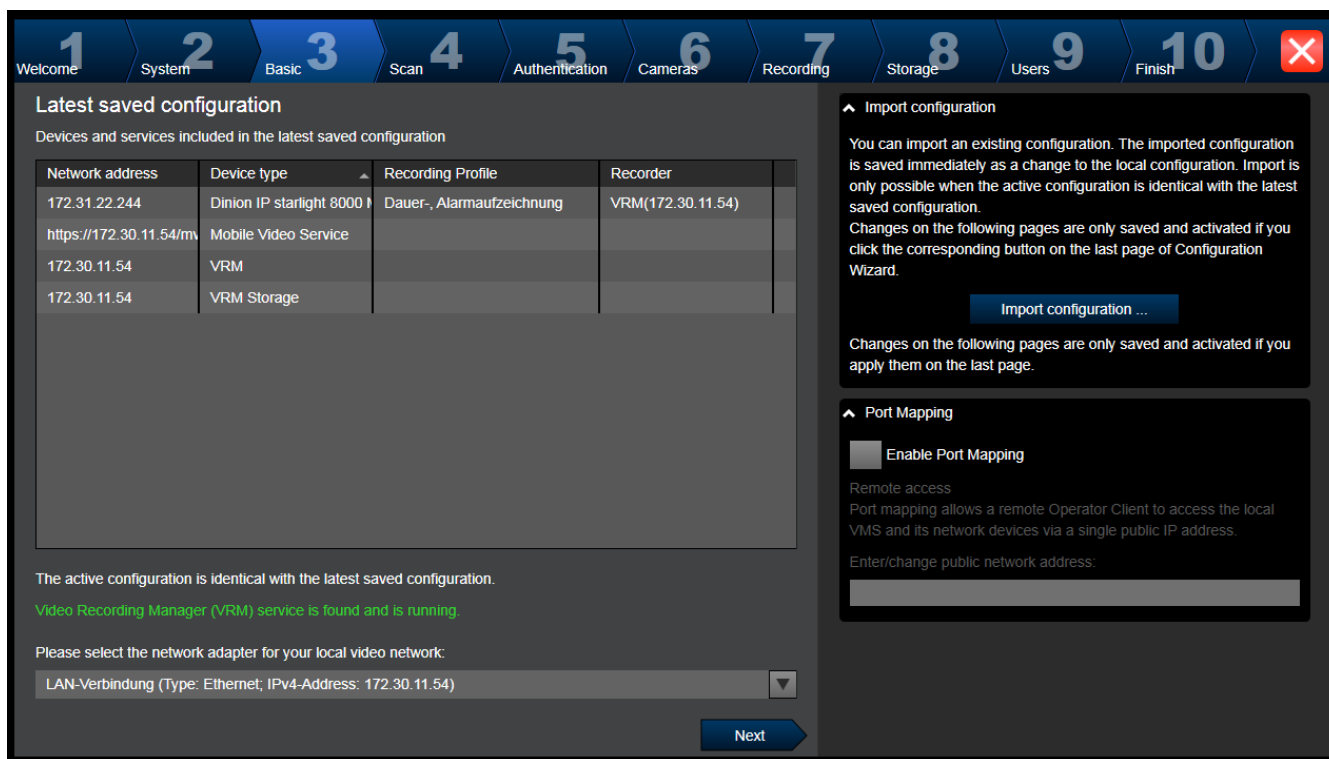 1 Welcome
2 System
3 Basic
4 Scan
5 Authentication
6 Cameras
7 Recording
8 Storage
9 Users
10 Finish
Latest saved configuration
Devices and services included in the latest saved configuration
Network address Device type Recording Profile Recorder
172.31.22.244 Dinion IP starlight 8000 Dauer-, Alarmaufzeichnung VRM(172.30.11.54)
https://172.30.11.54/mv Mobile Video Service
172.30.11.54 VRM
172.30.11.54 VRM Storage
The active configuration is identical with the latest saved configuration.
Video Recording Manager (VRM) service is found and is running.
Please select the network adapter for your local video network:
LAN-Verbindung (Type: Ethernet; IPv4-Address: 172.30.11.54)
Next
Import configuration
You can import an existing configuration. The imported configuration
is saved immediately as a change to the local configuration. Import is
only possible when the active configuration is identical with the latest
saved configuration.
Changes on the following pages are only saved and activated if you
click the corresponding button on the last page of Configuration
Wizard.
Import configuration ...
Changes on the following pages are only saved and activated if you
apply them on the last page.
Port Mapping
Enable Port Mapping
Remote access
Port mapping allows a remote Operator Client to access the local
VMS and its network devices via a single public IP address.
Enter/change public network address: